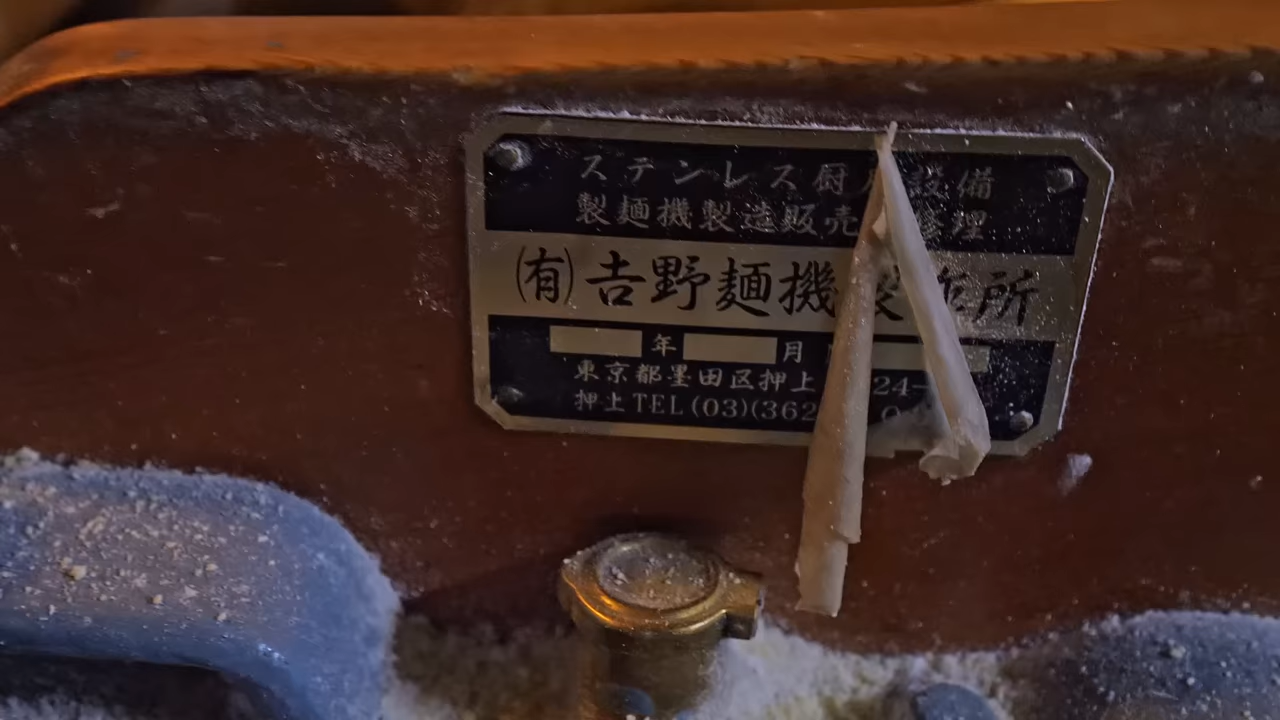 ステンレス厨 設備
製麺機製造販売 修理
㈲吉野麺機 作所
年 月
東京都墨田区押上 24-
押上TEL(03)(362